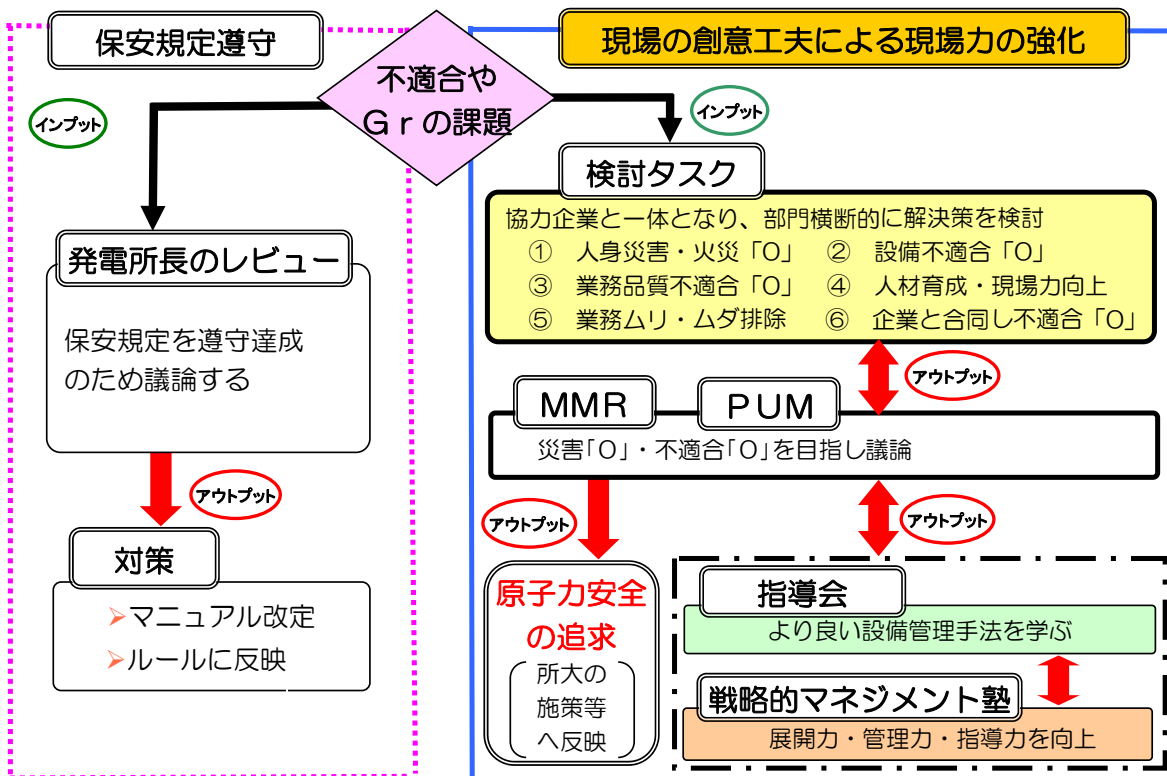 保安規定遵守
現場の創意工夫による現場力の強化
不適合や
Ｇｒの課題
インプット
インプット
発電所長のレビュー
保安規定を遵守達成
のため議論する
アウトプット
対策
➢マニュアル改定
➢ルールに反映
検討タスク
協力企業と一体となり、部門横断的に解決策を検討
① 人身災害・火災「O」 ② 設備不適合「O」
③ 業務品質不適合「O」 ④ 人材育成・現場力向上
⑤ 業務ムリ・ムダ排除 ⑥ 企業と合同し不適合「O」
アウトプット
ＭＭＲ ＰＵＭ
災害「O」・不適合「O」を目指し議論
アウトプット
アウトプット
原子力安全
の追求
所大の
施策等
へ反映
指導会
より良い設備管理手法を学ぶ
戦略的マネジメント塾
展開力・管理力・指導力を向上